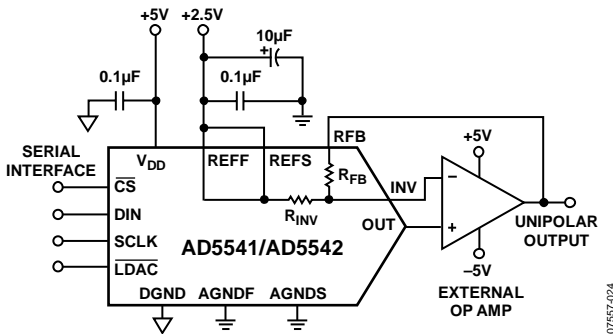 +5V
+2.5V
10µF
+
0.1µF
0.1µF
RFB
+5V
SERIAL
INTERFACE
VDD
REFF
REFS
RFB
INV
CS
RINV
−
DIN
OUT
+
SCLK
AD5541/AD5542
UNIPOLAR
OUTPUT
LDAC
–5V
DGND
AGNDF
AGNDS
EXTERNAL
OP AMP
07557-024